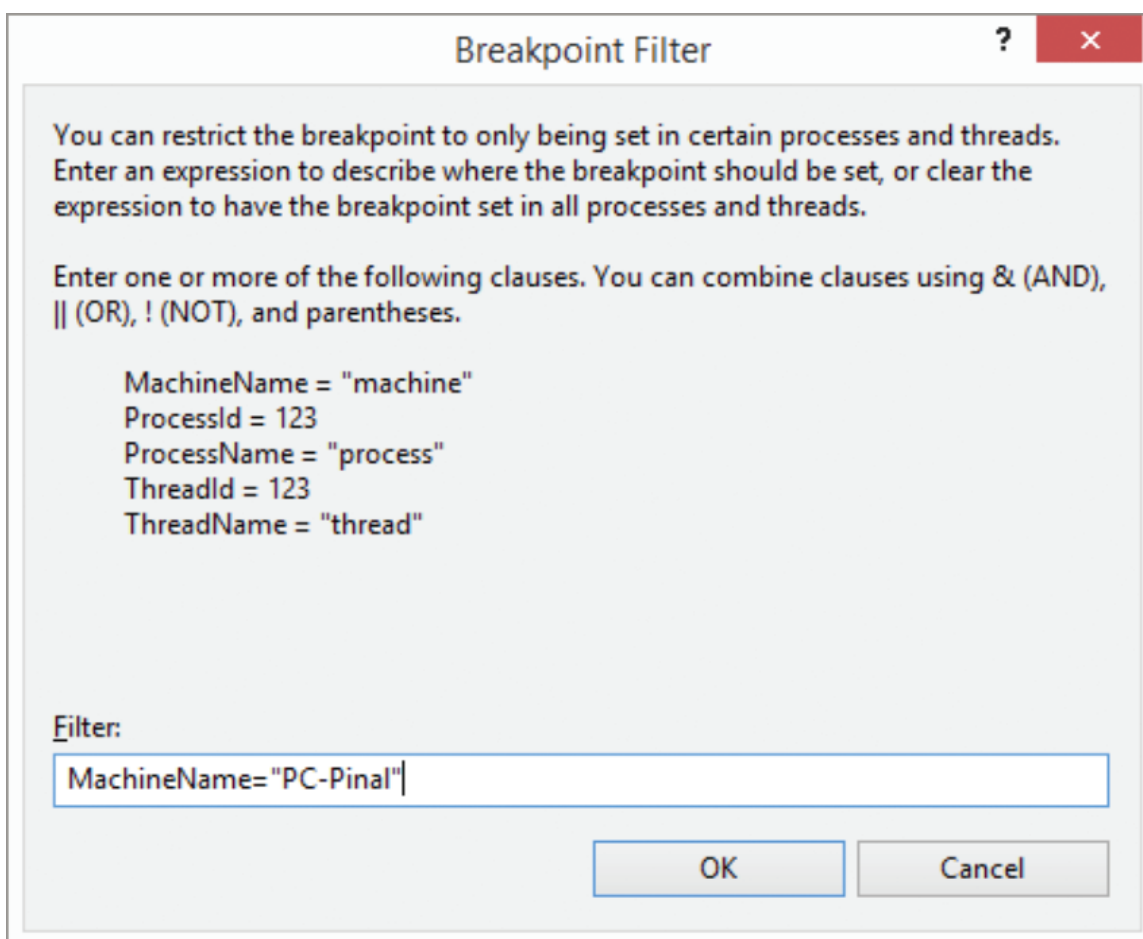 Breakpoint Filter
?
×
You can restrict the breakpoint to only being set in certain processes and threads.
Enter an expression to describe where the breakpoint should be set, or clear the
expression to have the breakpoint set in all processes and threads.
Enter one or more of the following clauses. You can combine clauses using & (AND),
|| (OR), ! (NOT), and parentheses.
MachineName = "machine"
ProcessId = 123
ProcessName = "process"
ThreadId = 123
ThreadName = "thread"
Filter:
MachineName="PC-Pinal"
OK
Cancel